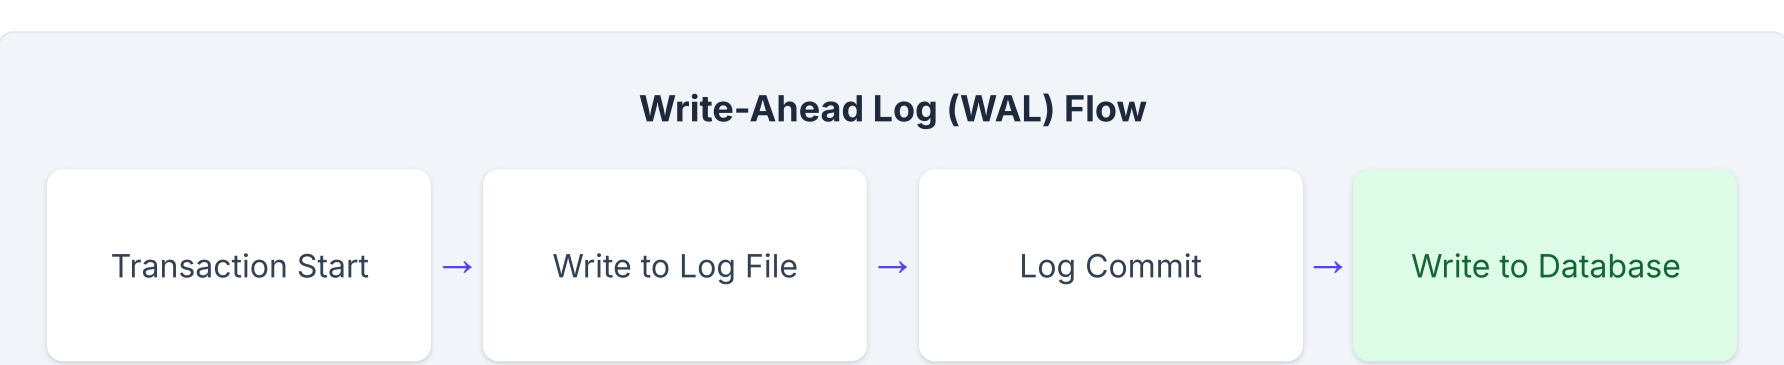 Write-Ahead Log (WAL) Flow
Transaction Start → Write to Log File → Log Commit → Write to Database